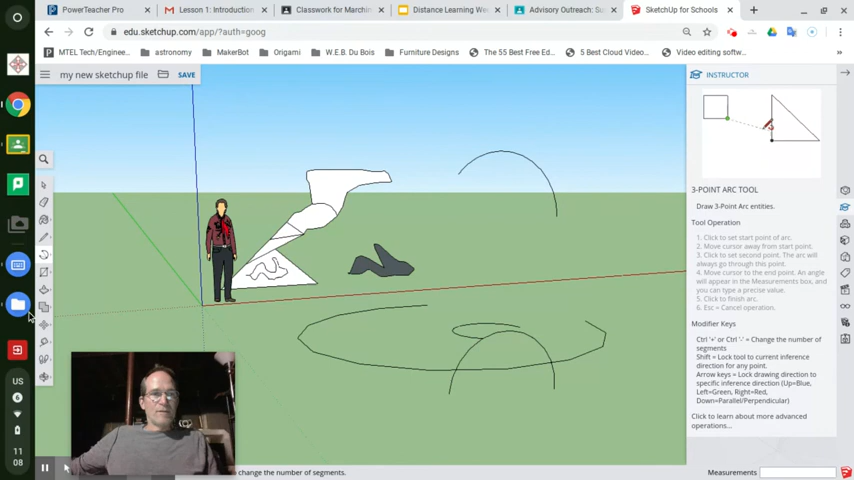 PowerTeacher Pro
Lesson 1: Introduction
Classwork for Marchin
Distance Learning Wee
Advisory Outreach: Su
SketchUp for Schools
edu.sketchup.com/app/?auth=goog
MTEL Tech/Engine...
astronomy
MakerBot
Origami
W.E.B. Du Bois
Furniture Designs
The 55 Best Free Ed...
5 Best Cloud Video...
Video editing sow...
my new sketchup file
SAVE
INSTRUCTOR
3-POINT ARC TOOL
Draw 3-Point Arc entities.
Tool Operation
1. Click to set start point of arc.
2. Move cursor away from start point.
3. Click to set second point. The arc will
always go through this point.
4. Move cursor to the end point. An angle
will appear in the Measurements box, and
you can type a precise value.
5. Click to finish arc.
6. Esc = Cancel operation.
Modifier Keys
Ctrl '+' or Ctrl '-' = Change the number of
segments
Shift = Lock tool to current inference
direction for any point.
Arrow keys = Lock drawing direction to
specific inference direction (Up=Blue,
Left=Green, Right=Red,
Down=Parallel/Perpendicular)
Click to learn about more advanced
operations...
US
6
11
08
change the number of segments.
Measurements